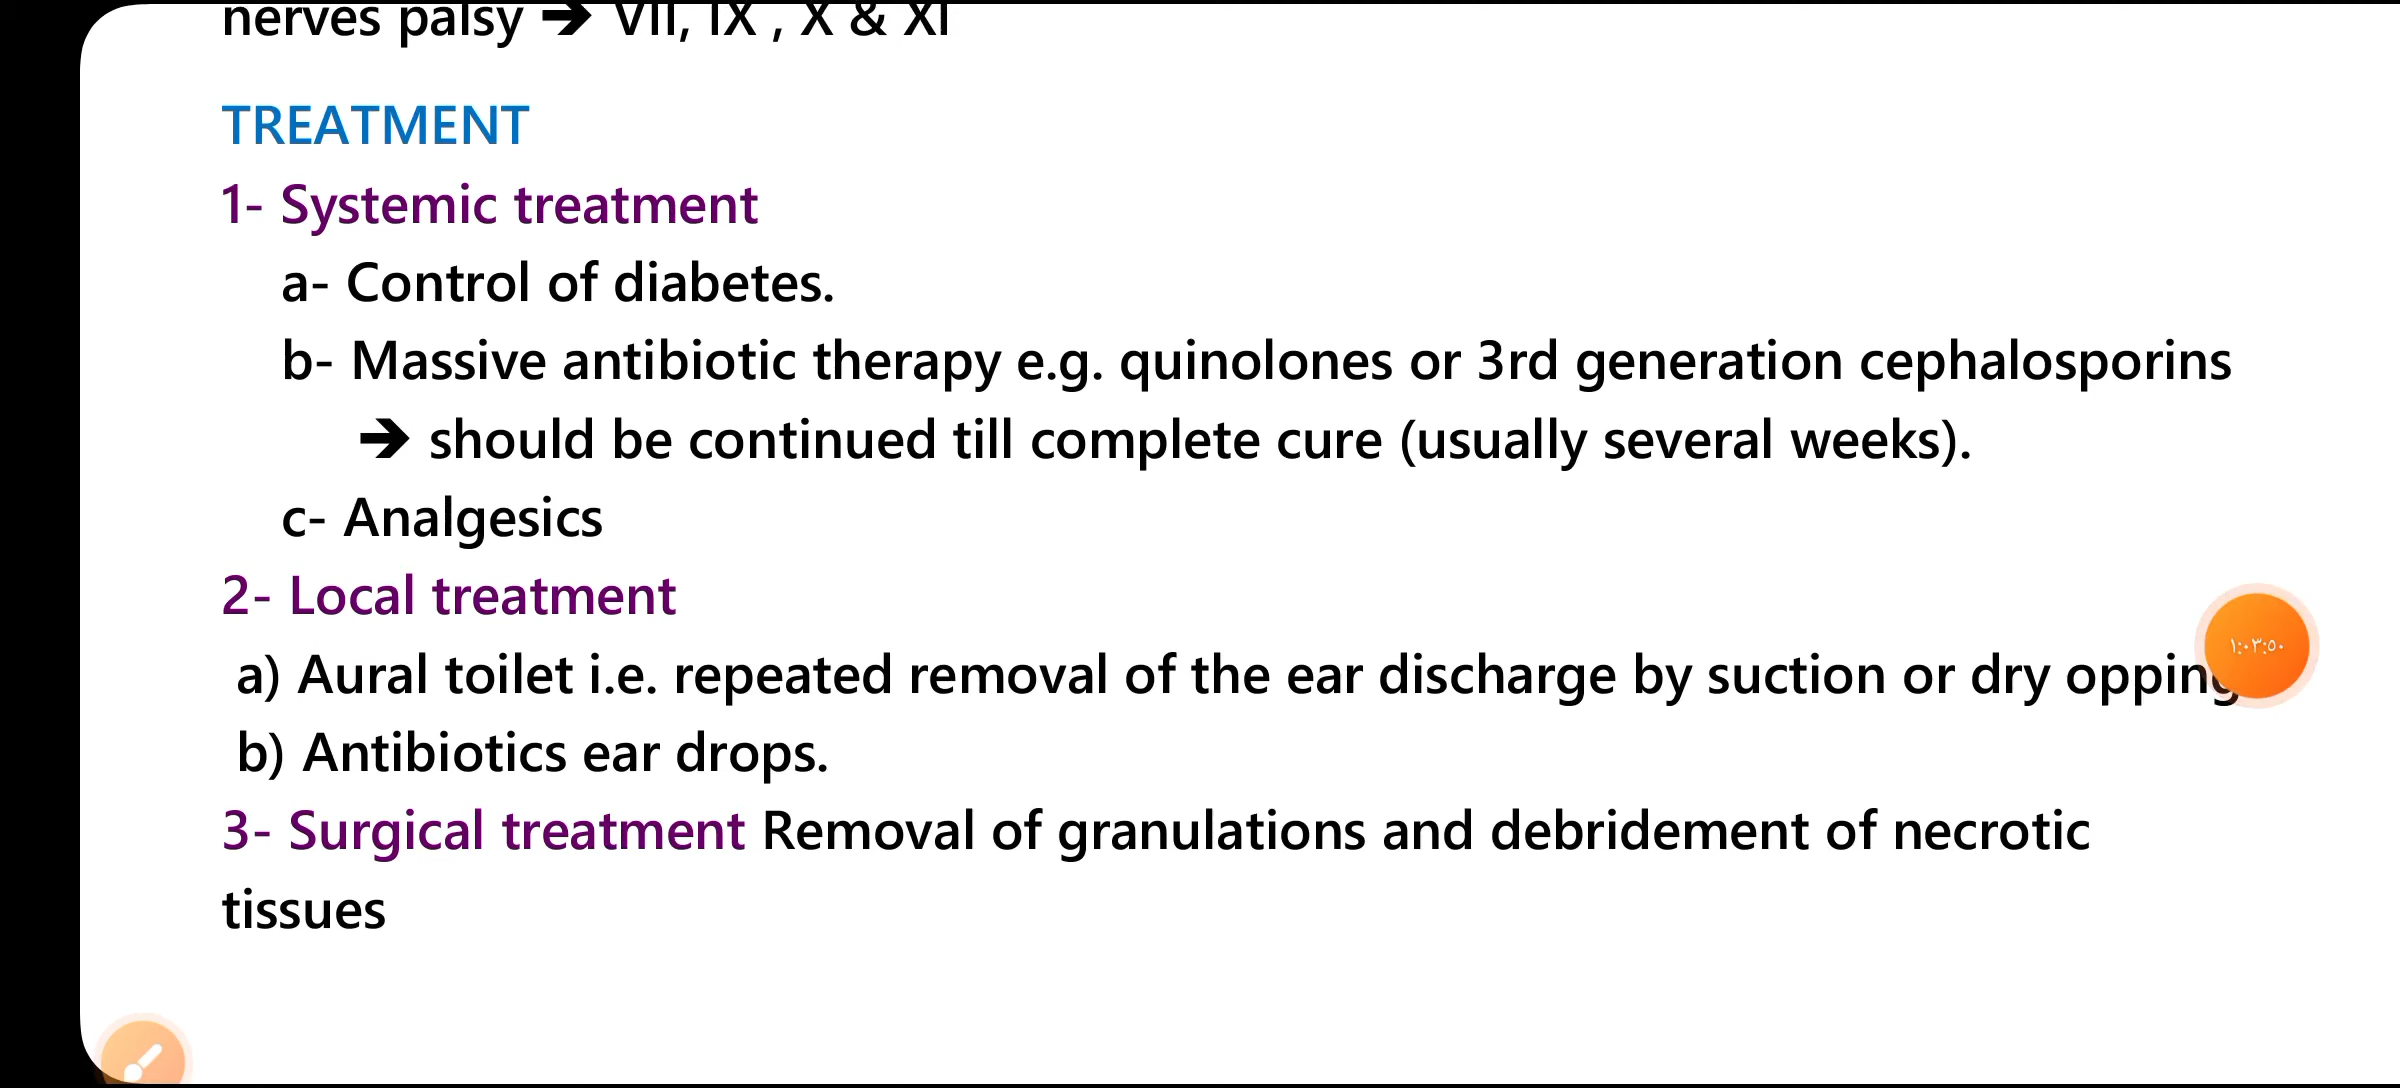 nerves palsy ➔ VII, IX , X & XI
TREATMENT
1- Systemic treatment
a- Control of diabetes.
b- Massive antibiotic therapy e.g. quinolones or 3rd generation cephalosporins
➔ should be continued till complete cure (usually several weeks).
c- Analgesics
2- Local treatment
a) Aural toilet i.e. repeated removal of the ear discharge by suction or dry opping
١:٠٣:٥٠
b) Antibiotics ear drops.
3- Surgical treatment Removal of granulations and debridement of necrotic
tissues